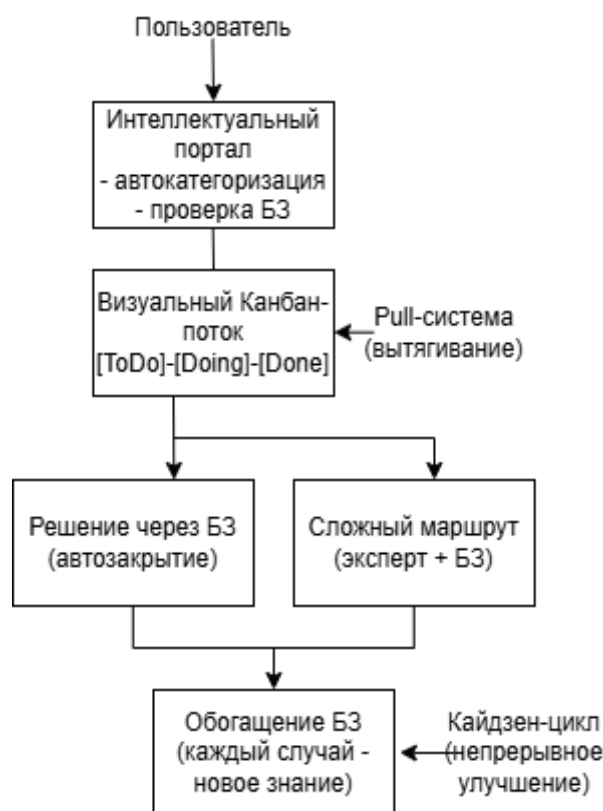 Пользователь
Интеллектуальный
портал
- автокатегоризация
- проверка БЗ
Визуальный Канбан-
поток
[ToDo]-[Doing]-[Done]
Pull-система
(вытягивание)
Решение через БЗ
(автозакрытие)
Сложный маршрут
(эксперт + БЗ)
Обогащение БЗ
(каждый случай -
новое знание)
Кайдзен-цикл
(непрерывное
улучшение)